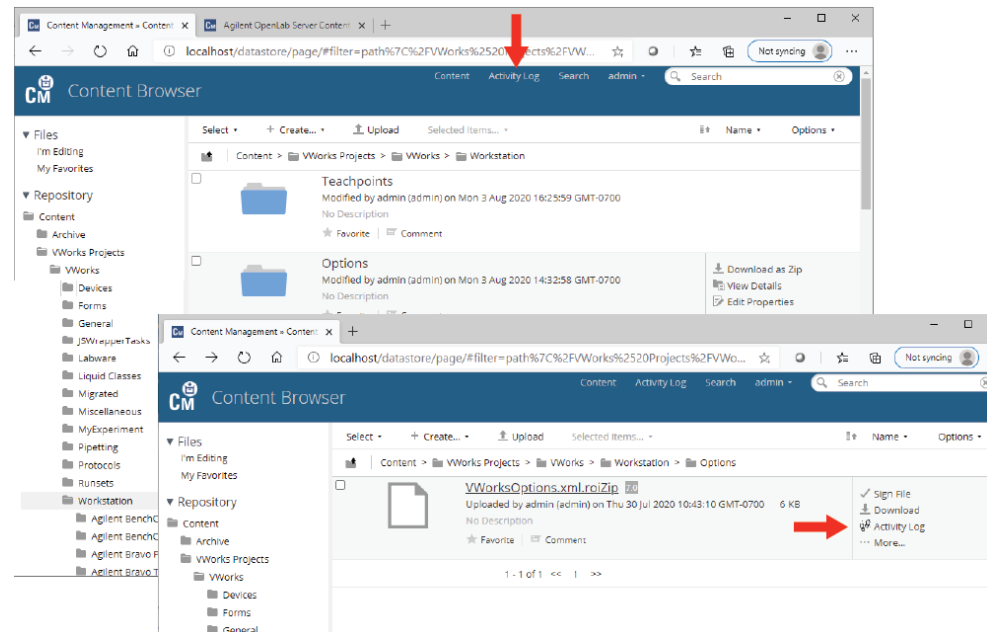 Content Management » Content
Agilent OpenLab Server Content
localhost/datastore/page/#filter=path%7C%2FVWorks%2520Projects%2FVW...
Not syncing
CM Content Browser
Content Activity Log Search admin
Search
Files
I'm Editing
My Favorites
Repository
Content
Archive
VWorks Projects
VWorks
Devices
Forms
General
JSWrapperTasks
Labware
Liquid Classes
Migrated
Miscellaneous
MyExperiment
Pipetting
Protocols
Runsets
Workstation
Agilent BenchC
Agilent BenchC
Agilent Bravo P
Agilent Bravo T
Select + Create... Upload Selected Items... Name Options
Content > VWorks Projects > VWorks > Workstation
Teachpoints
Modified by admin (admin) on Mon 3 Aug 2020 16:25:59 GMT-0700
No Description
Favorite Comment
Options
Modified by admin (admin) on Mon 3 Aug 2020 14:32:58 GMT-0700
No Description
Download as Zip
View Details
Edit Properties
Content Management » Content
localhost/datastore/page/#filter=path%7C%2FVWorks%2520Projects%2FVWo...
Not syncing
CM Content Browser
Content Activity Log Search admin
Search
Files
I'm Editing
My Favorites
Repository
Content
Archive
VWorks Projects
VWorks
Devices
Forms
General
Select + Create... Upload Selected Items... Name Options
Content > VWorks Projects > VWorks > Workstation > Options
VWorksOptions.xml.roiZip 7.0
Uploaded by admin (admin) on Thu 30 Jul 2020 10:43:10 GMT-0700 6 KB
No Description
Favorite Comment
Sign File
Download
Activity Log
... More...
1 - 1 of 1 << 1 >>